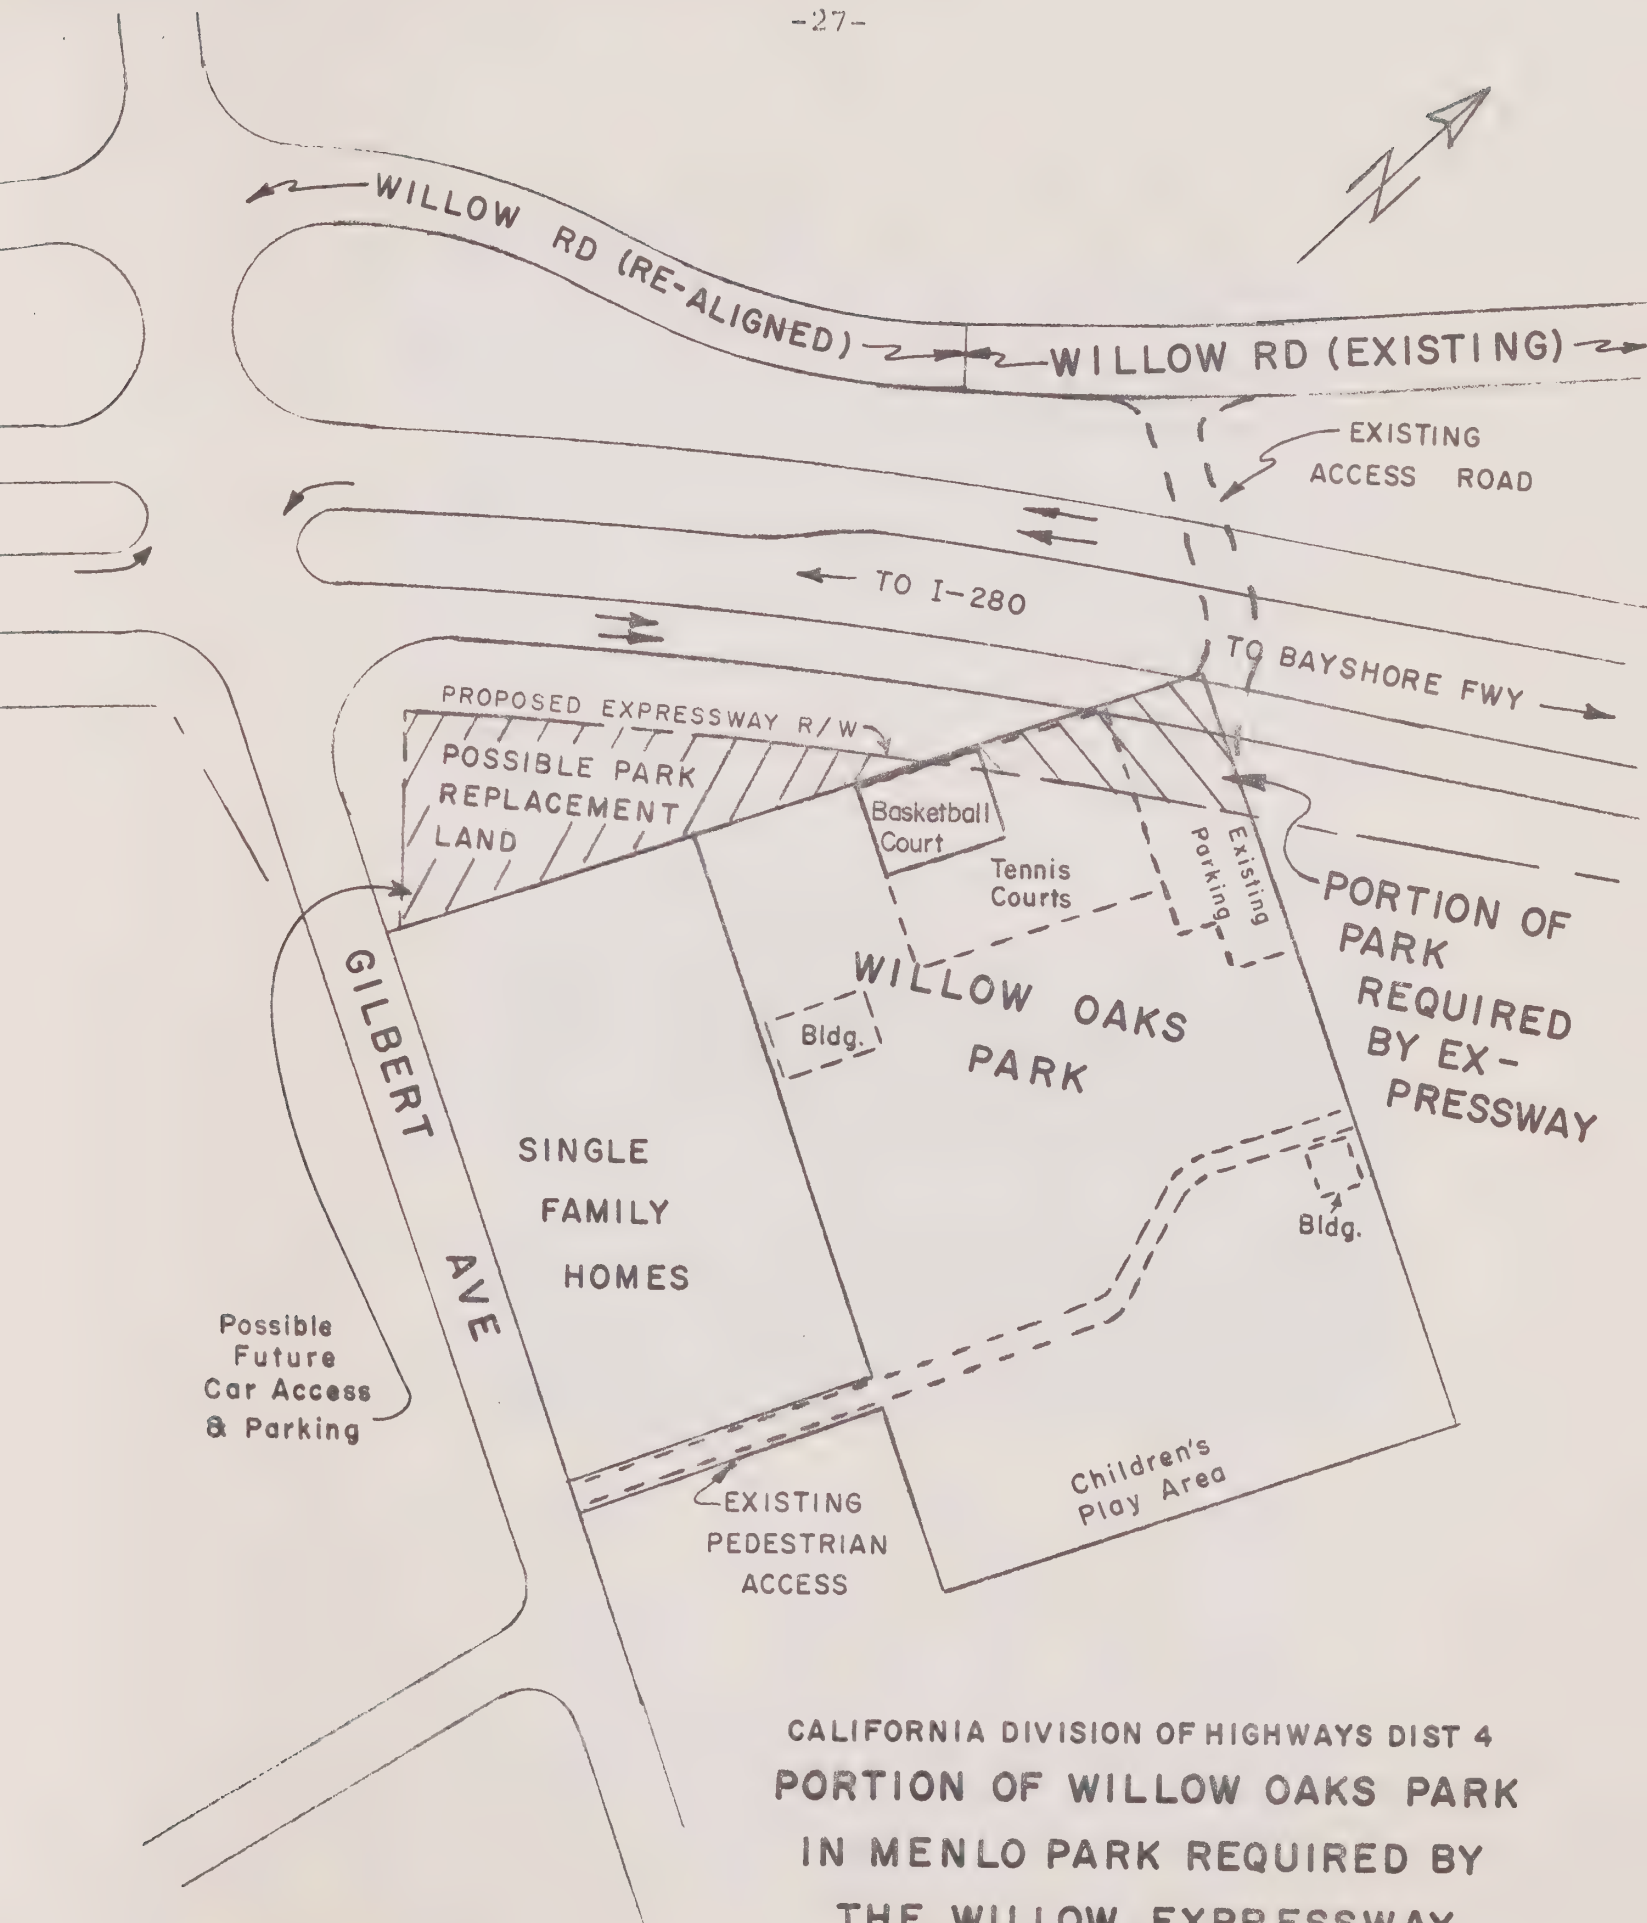 -27-
WILLOW RD (RE-ALIGNED)
WILLOW RD (EXISTING)
N
EXISTING
ACCESS ROAD
TO I-280
TO BAYSHORE FWY
PROPOSED EXPRESSWAY R/W
POSSIBLE PARK
REPLACEMENT
LAND
Basketball
Court
Tennis
Courts
Existing
Parking
PORTION OF
PARK
REQUIRED
BY EX-
PRESSWAY
GILBERT AVE
WILLOW OAKS
PARK
Bldg.
SINGLE
FAMILY
HOMES
Bldg.
Possible
Future
Car Access
& Parking
EXISTING
PEDESTRIAN
ACCESS
Children's
Play Area
CALIFORNIA DIVISION OF HIGHWAYS DIST 4
PORTION OF WILLOW OAKS PARK
IN MENLO PARK REQUIRED BY
THE WILLOW EXPRESSWAY